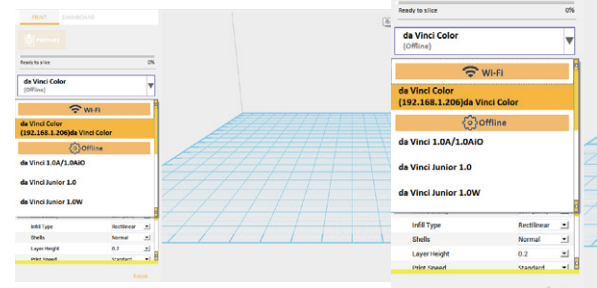 PRINT DASHBOARD
PREPARE
Ready to slice 0%
da Vinci Color
(Offline)
Wi-Fi
da Vinci Color
(192.168.1.206)da Vinci Color
Offline
da Vinci 1.0A/1.0AiO
da Vinci Junior 1.0
da Vinci Junior 1.0W
Infill Type Rectilinear
Shells Normal
Layer Height 0.2
Print Speed Standard
Reset
Ready to slice 0%
da Vinci Color
(Offline)
Wi-Fi
da Vinci Color
(192.168.1.206)da Vinci Color
Offline
da Vinci 1.0A/1.0AiO
da Vinci Junior 1.0
da Vinci Junior 1.0W
Infill Type Rectilinear
Shells Normal
Layer Height 0.2
Print Speed Standard